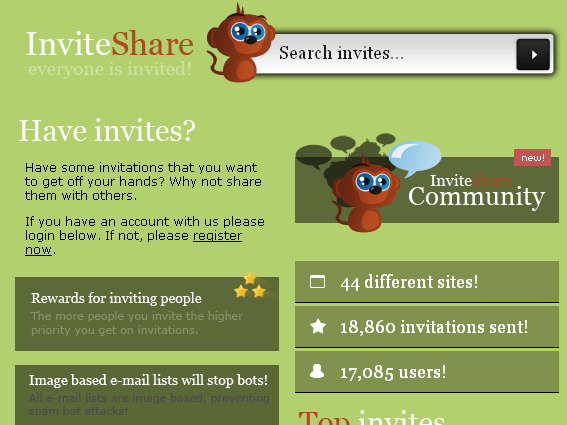 InviteShare
everyone is invited!
Search invites...
Have invites?
Have some invitations that you want
to get off your hands? Why not share
them with others.
If you have an account with us please
login below. If not, please register
now.
Rewards for inviting people
The more people you invite the higher
priority you get on invitations.
Image based e-mail lists will stop bots!
All e-mail lists are image based, preventing
spam bot attacks!
new!
InviteShare
Community
44 different sites!
18,860 invitations sent!
17,085 users!
Top invites